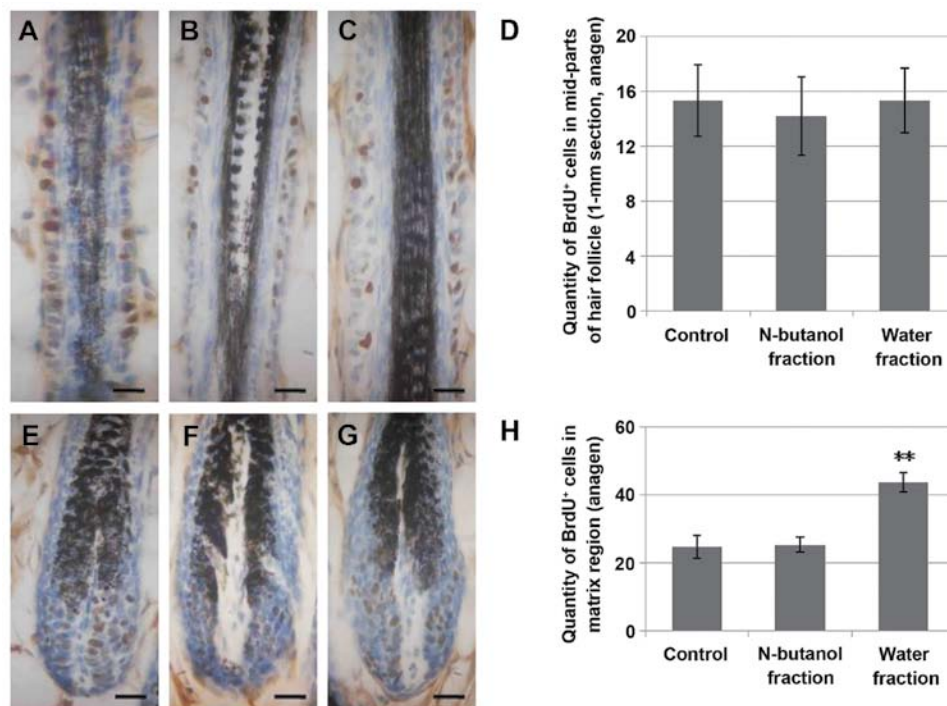 A
B
C
D
Quantity of BrdU⁺ cells in mid-parts
of hair follicle (1-mm section, anagen)
20
16
12
8
4
0
Control
N-butanol
fraction
Water
fraction
E
F
G
H
Quantity of BrdU⁺ cells in
matrix region (anagen)
60
40
20
0
**
Control
N-butanol
fraction
Water
fraction